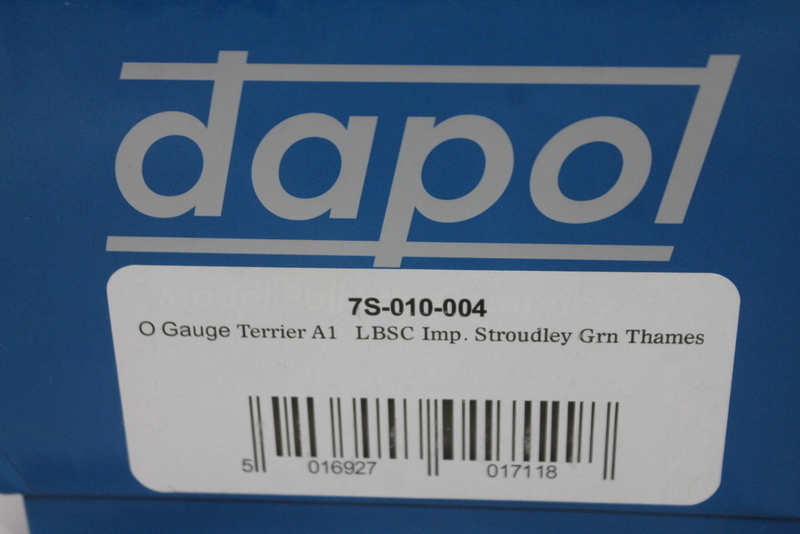 dapol
7S-010-004
O Gauge Terrier A1 LBSC Imp. Stroudley Grn Thames
5 016927 017118